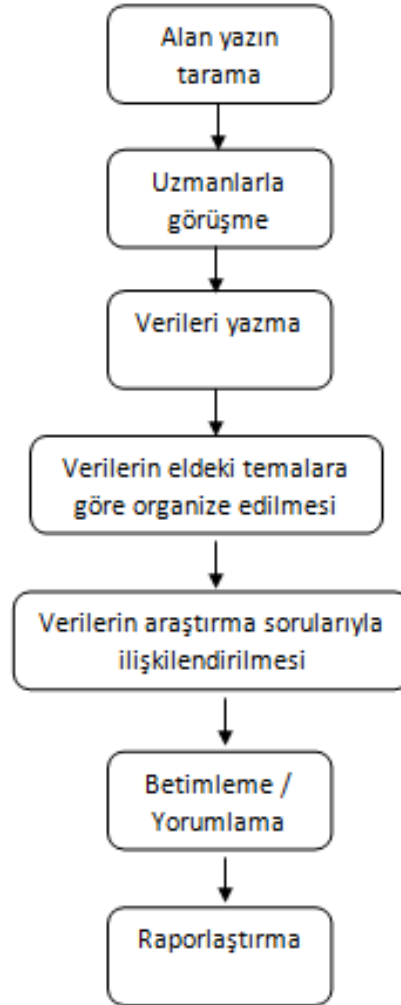 Alan yazın
tarama
Uzmanlarla
görüşme
Verileri yazma
Verilerin eldeki temalara
göre organize edilmesi
Verilerin araştırma sorularıyla
ilişkilendirilmesi
Betimleme /
Yorumlama
Raporlaştırma